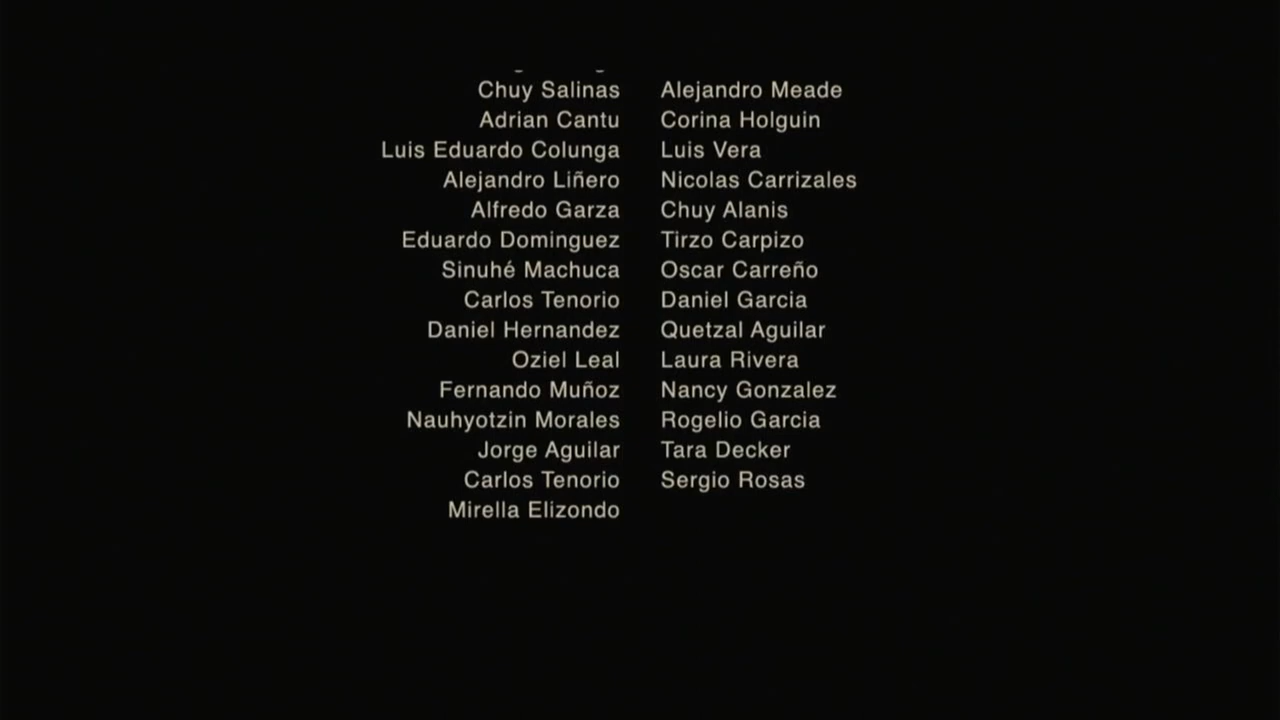 Chuy Salinas Alejandro Meade
Adrian Cantu Corina Holguin
Luis Eduardo Colunga Luis Vera
Alejandro Liñero Nicolas Carrizales
Alfredo Garza Chuy Alanis
Eduardo Dominguez Tirzo Carpizo
Sinuhé Machuca Oscar Carreño
Carlos Tenorio Daniel Garcia
Daniel Hernandez Quetzal Aguilar
Oziel Leal Laura Rivera
Fernando Muñoz Nancy Gonzalez
Nauhyotzin Morales Rogelio Garcia
Jorge Aguilar Tara Decker
Carlos Tenorio Sergio Rosas
Mirella Elizondo